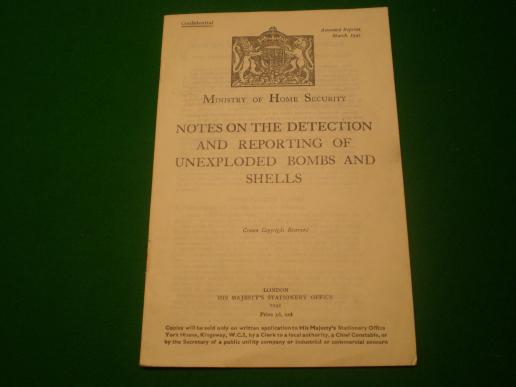 Confidential
Amended Reprint,
March, 1941
MINISTRY OF HOME SECURITY
NOTES ON THE DETECTION
AND REPORTING OF
UNEXPLODED BOMBS AND
SHELLS
Crown Copyright Reserved
LONDON
HIS MAJESTY'S STATIONERY OFFICE
1941
Price 3d. net
Copies will be sold only on written application to His Majesty's Stationery Office
York House, Kingsway, W.C.2, by a Clerk to a local authority, a Chief Constable, or
by the Secretary of a public utility company or industrial or commercial concern